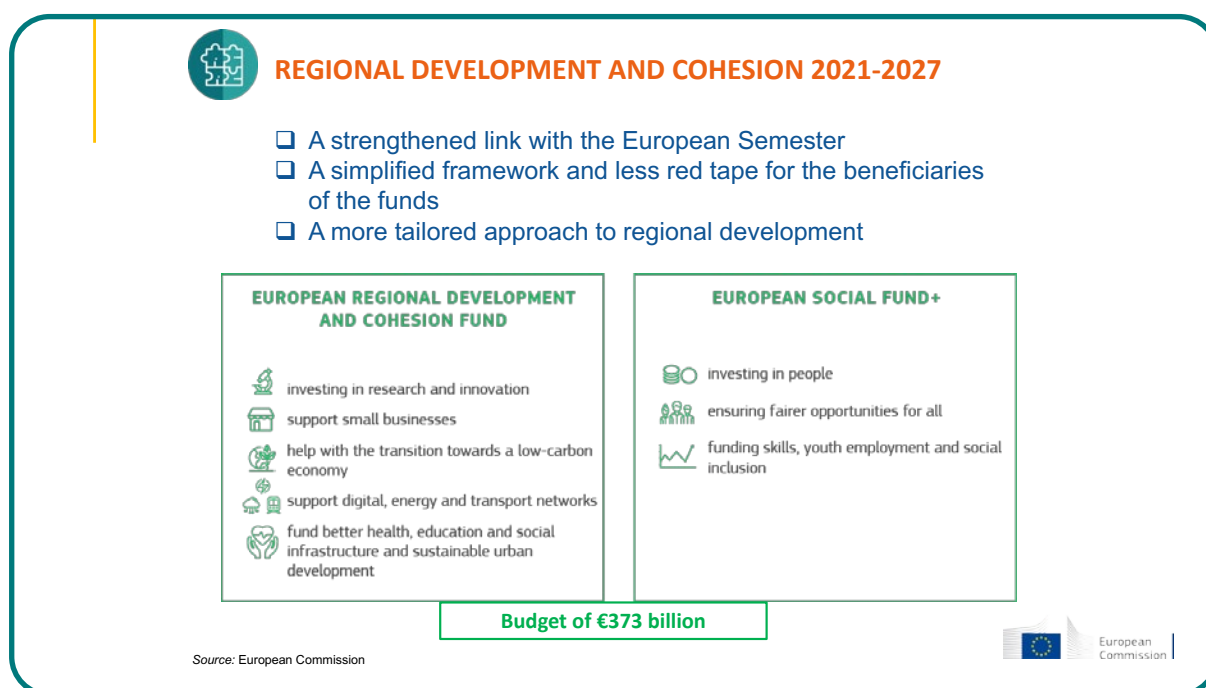 REGIONAL DEVELOPMENT AND COHESION 2021-2027
❑ A strengthened link with the European Semester
❑ A simplified framework and less red tape for the beneficiaries
of the funds
❑ A more tailored approach to regional development
EUROPEAN REGIONAL DEVELOPMENT
AND COHESION FUND
investing in research and innovation
support small businesses
help with the transition towards a low-carbon
economy
support digital, energy and transport networks
fund better health, education and social
infrastructure and sustainable urban
development
EUROPEAN SOCIAL FUND+
investing in people
ensuring fairer opportunities for all
funding skills, youth employment and social
inclusion
Budget of €373 billion
Source: European Commission
European
Commission